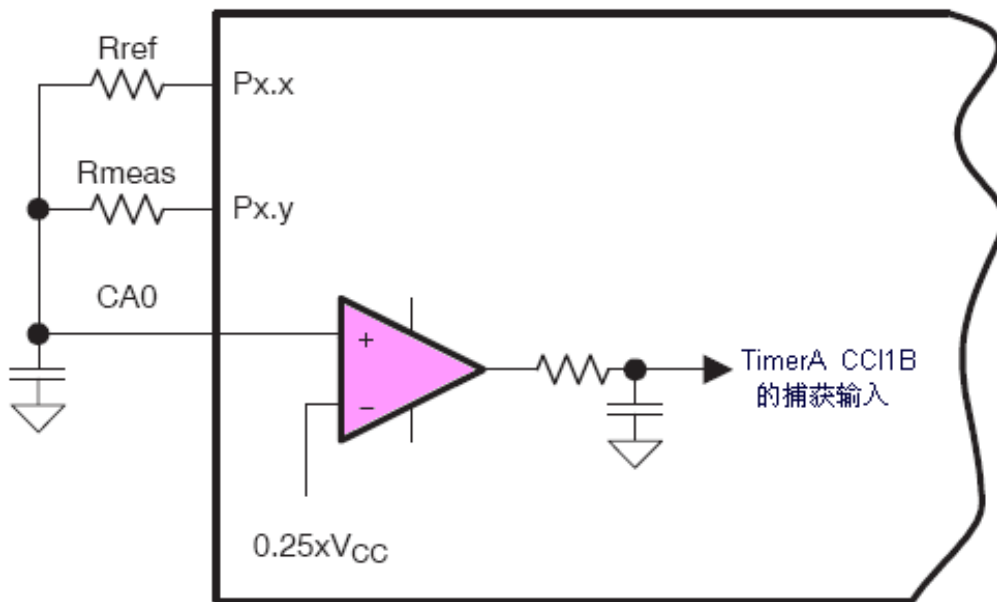 Rref
Px.x
Rmeas
Px.y
CA0
+
−
TimerA CCI1B
的捕获输入
0.25xVCC